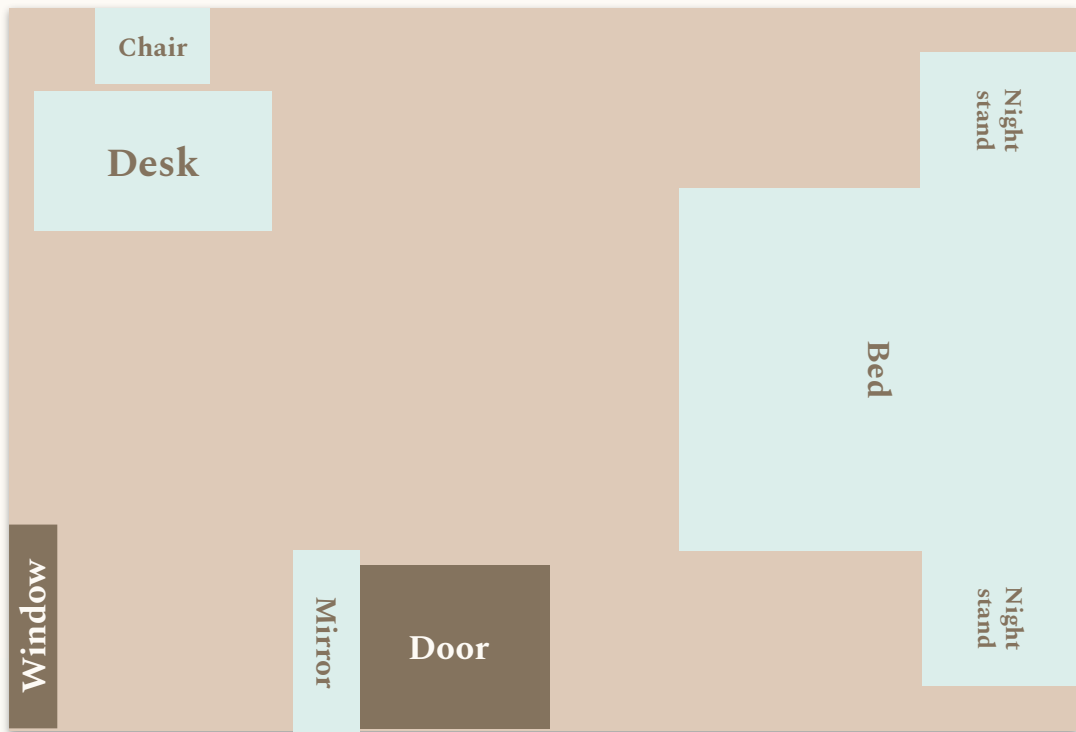 Chair
Desk
Night
stand
Bed
Window
Mirror
Door
Night
stand